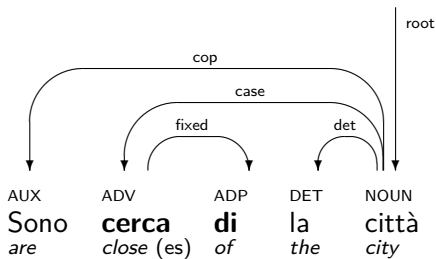 root
cop
case
fixed det
AUX ADV ADP DET NOUN
Sono cerca di la città
are close (es) of the city